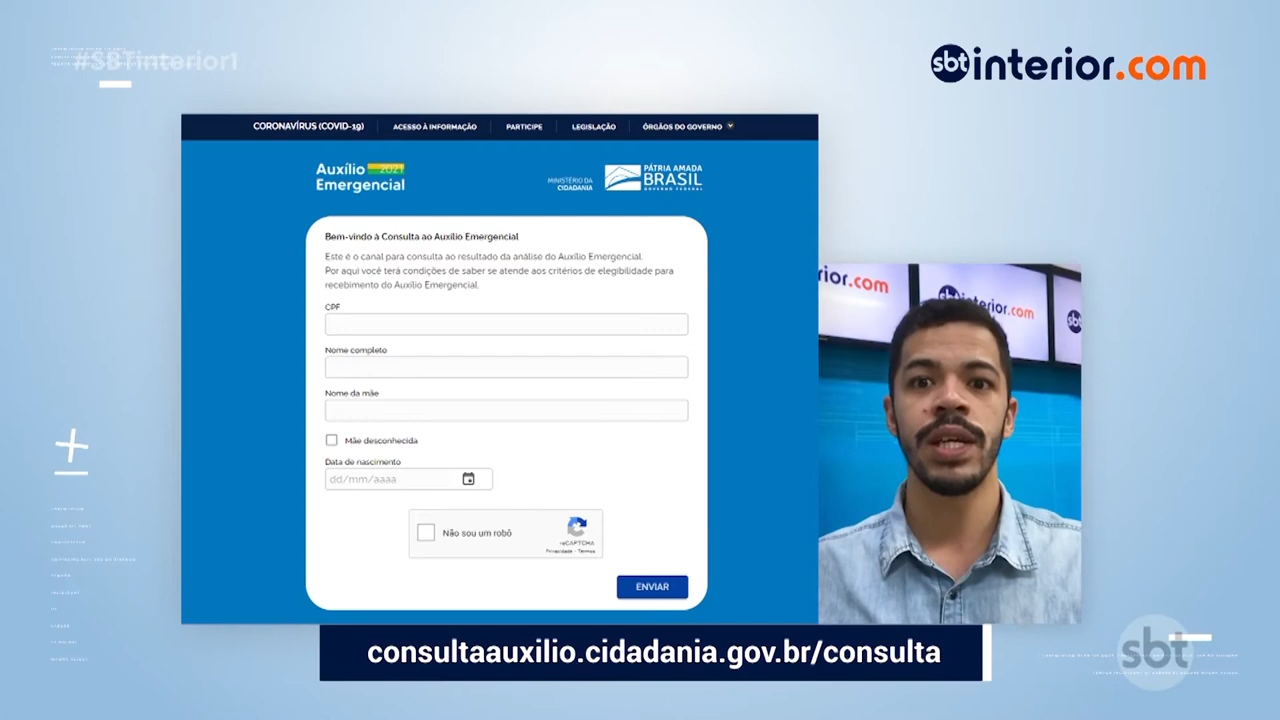 #SBTinterior1
sbtinterior.com
CORONAVÍRUS (COVID-19)
ACESSO À INFORMAÇÃO
PARTICIPE
LEGISLAÇÃO
ÓRGÃOS DO GOVERNO
Auxílio 2021
Emergencial
MINISTÉRIO DA
CIDADANIA
PÁTRIA AMADA
BRASIL
GOVERNO FEDERAL
Bem-vindo à Consulta ao Auxílio Emergencial
Este é o canal para consulta ao resultado da análise do Auxílio Emergencial.
Por aqui você terá condições de saber se atende aos critérios de elegibilidade para
recebimento do Auxílio Emergencial.
CPF
Nome completo
Nome da mãe
Mãe desconhecida
Data de nascimento
dd/mm/aaaa
Não sou um robô
reCAPTCHA
Privacidade - Termos
ENVIAR
rior.com
sbtinterior.com
sbt
consultaauxilio.cidadania.gov.br/consulta
sbt